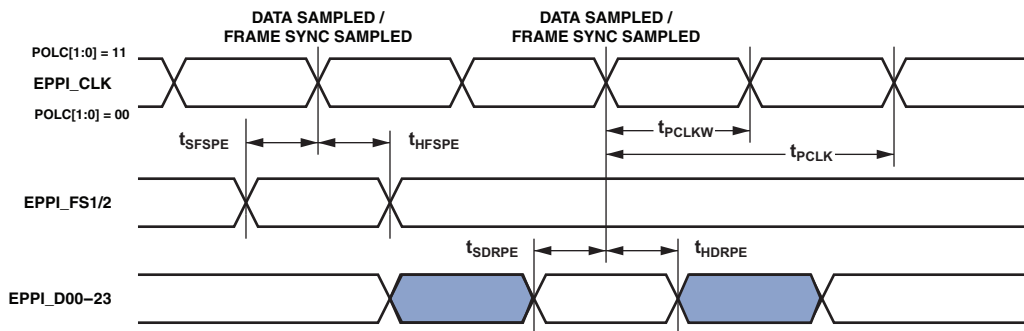 DATA SAMPLED /
FRAME SYNC SAMPLED
DATA SAMPLED /
FRAME SYNC SAMPLED
POLC[1:0] = 11
EPPI_CLK
POLC[1:0] = 00
tSFSPE
tHFSPE
tPCLKW
tPCLK
EPPI_FS1/2
tSDRPE
tHDRPE
EPPI_D00–23